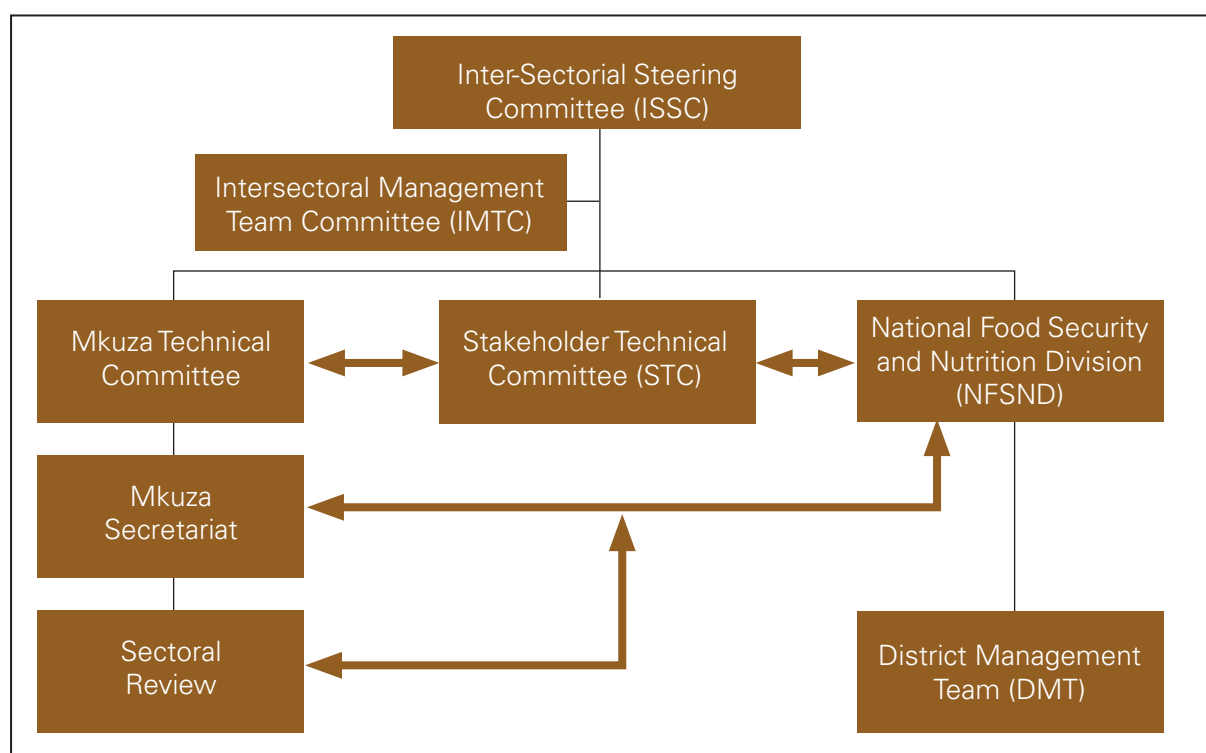 Inter-Sectorial Steering
Committee (ISSC)
Intersectoral Management
Team Committee (IMTC)
Mkuza Technical
Committee
Stakeholder Technical
Committee (STC)
National Food Security
and Nutrition Division
(NFSND)
Mkuza
Secretariat
Sectoral
Review
District Management
Team (DMT)